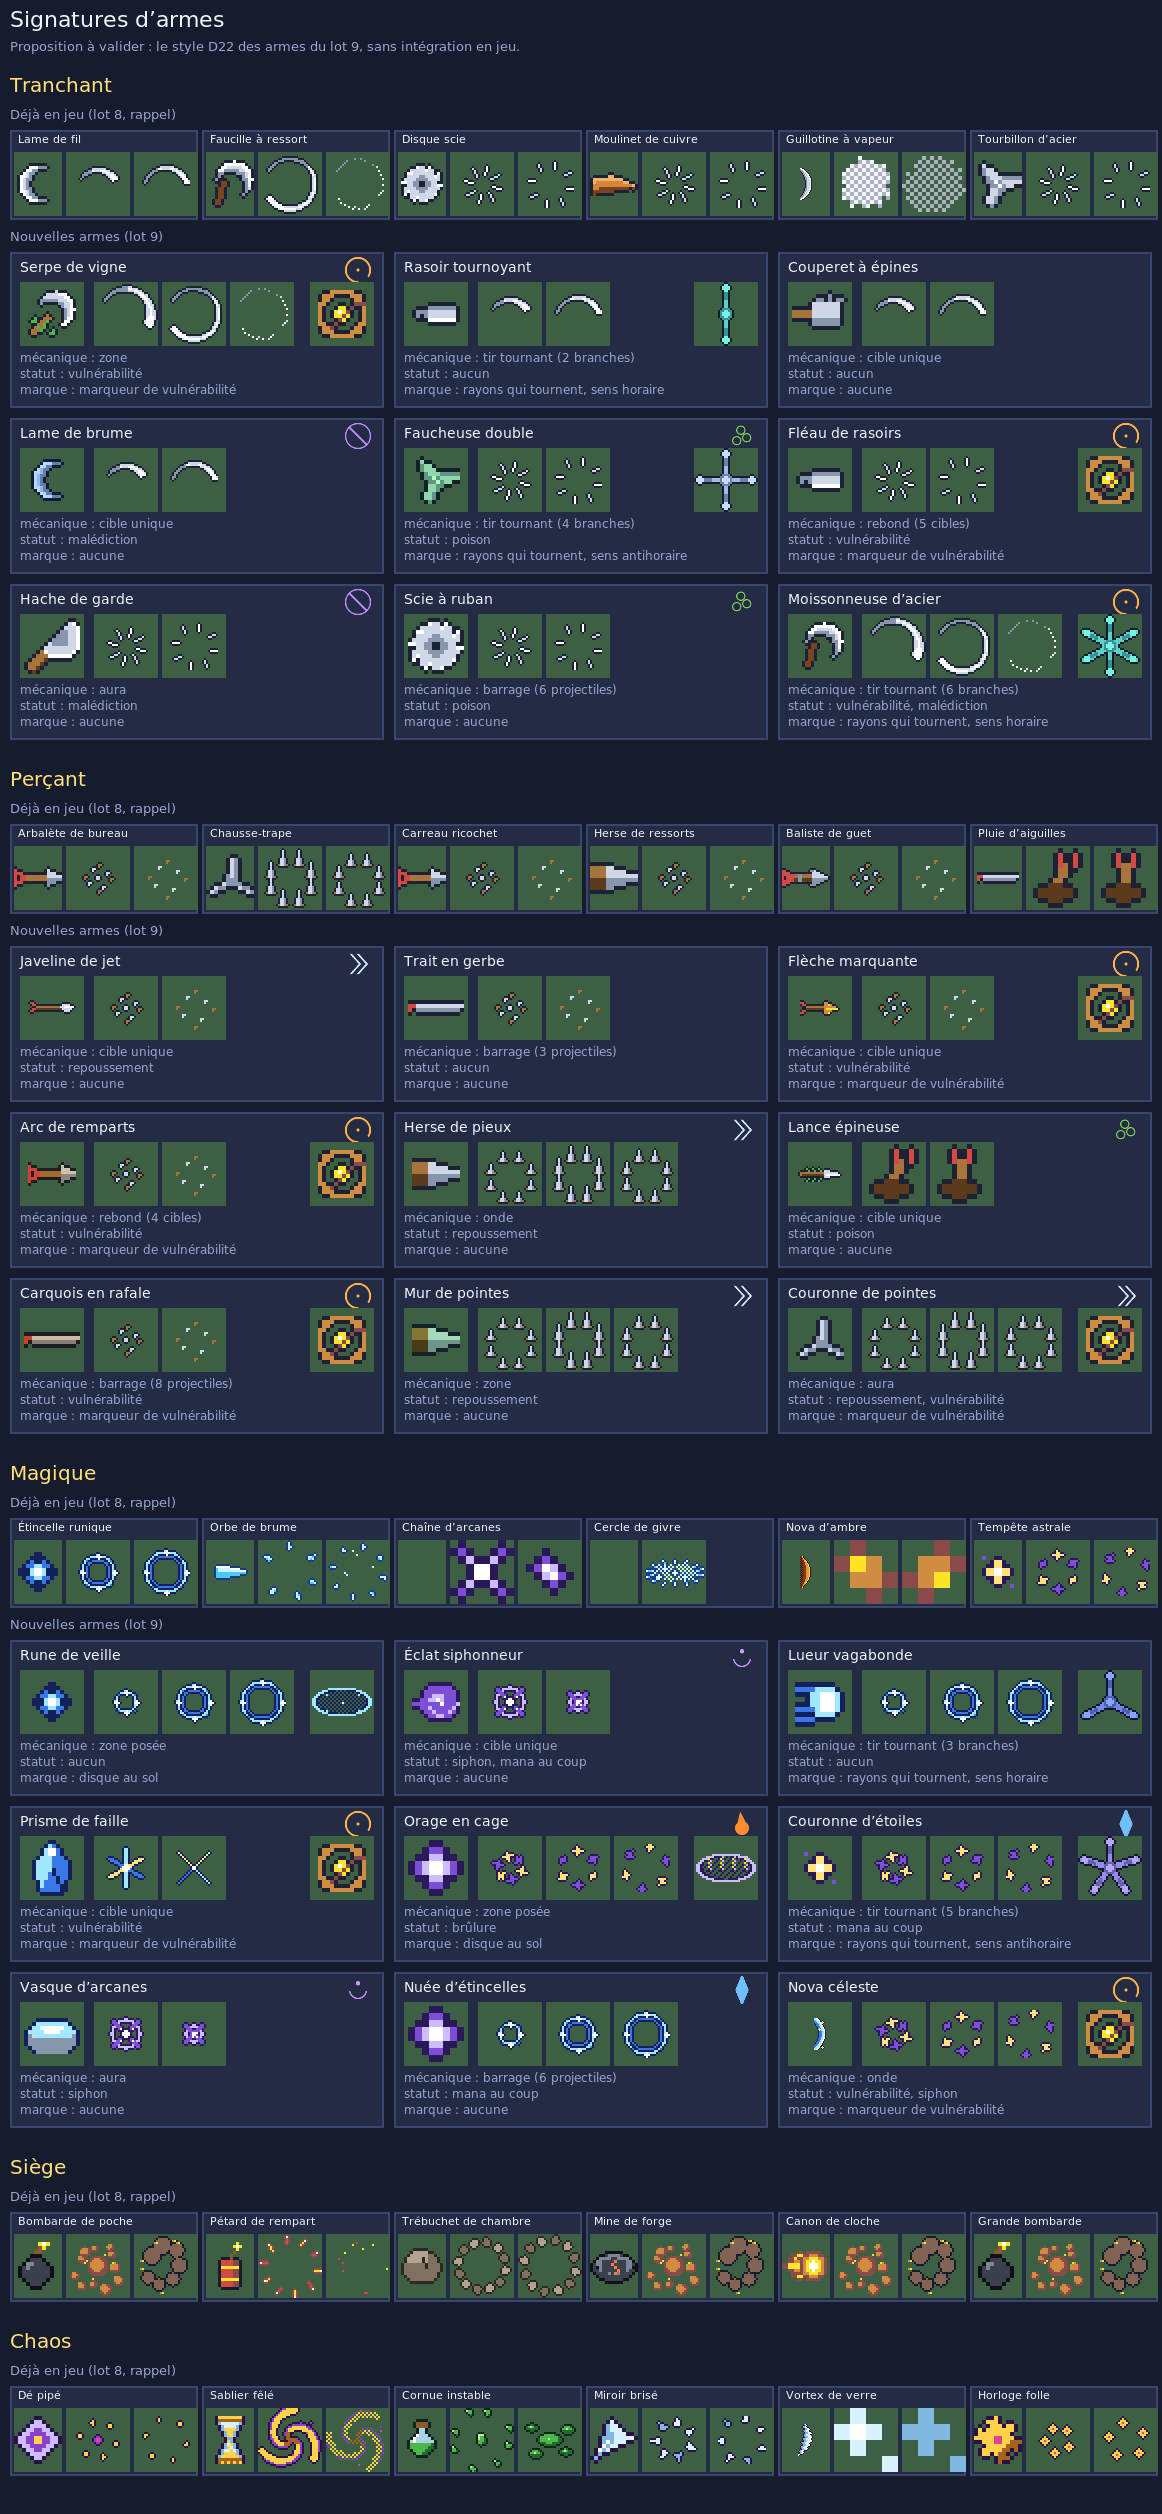 Signatures d’armes
Proposition à valider : le style D22 des armes du lot 9, sans intégration en jeu.
Tranchant
Déjà en jeu (lot 8, rappel)
Lame de fil
Faucille à ressort
Disque scie
Moulinet de cuivre
Guillotine à vapeur
Tourbillon d’acier
Nouvelles armes (lot 9)
Serpe de vigne
mécanique : zone
statut : vulnérabilité
marque : marqueur de vulnérabilité
Rasoir tournoyant
mécanique : tir tournant (2 branches)
statut : aucun
marque : rayons qui tournent, sens horaire
Couperet à épines
mécanique : cible unique
statut : aucun
marque : aucune
Lame de brume
mécanique : cible unique
statut : malédiction
marque : aucune
Faucheuse double
mécanique : tir tournant (4 branches)
statut : poison
marque : rayons qui tournent, sens antihoraire
Fléau de rasoirs
mécanique : rebond (5 cibles)
statut : vulnérabilité
marque : marqueur de vulnérabilité
Hache de garde
mécanique : aura
statut : malédiction
marque : aucune
Scie à ruban
mécanique : barrage (6 projectiles)
statut : poison
marque : aucune
Moissonneuse d’acier
mécanique : tir tournant (6 branches)
statut : vulnérabilité, malédiction
marque : rayons qui tournent, sens horaire
Perçant
Déjà en jeu (lot 8, rappel)
Arbalète de bureau
Chausse-trape
Carreau ricochet
Herse de ressorts
Baliste de guet
Pluie d’aiguilles
Nouvelles armes (lot 9)
Javeline de jet
mécanique : cible unique
statut : repoussement
marque : aucune
Trait en gerbe
mécanique : barrage (3 projectiles)
statut : aucun
marque : aucune
Flèche marquante
mécanique : cible unique
statut : vulnérabilité
marque : marqueur de vulnérabilité
Arc de remparts
mécanique : rebond (4 cibles)
statut : vulnérabilité
marque : marqueur de vulnérabilité
Herse de pieux
mécanique : onde
statut : repoussement
marque : aucune
Lance épineuse
mécanique : cible unique
statut : poison
marque : aucune
Carquois en rafale
mécanique : barrage (8 projectiles)
statut : vulnérabilité
marque : marqueur de vulnérabilité
Mur de pointes
mécanique : zone
statut : repoussement
marque : aucune
Couronne de pointes
mécanique : aura
statut : repoussement, vulnérabilité
marque : marqueur de vulnérabilité
Magique
Déjà en jeu (lot 8, rappel)
Étincelle runique
Orbe de brume
Chaîne d’arcanes
Cercle de givre
Nova d’ambre
Tempête astrale
Nouvelles armes (lot 9)
Rune de veille
mécanique : zone posée
statut : aucun
marque : disque au sol
Éclat siphonneur
mécanique : cible unique
statut : siphon, mana au coup
marque : aucune
Lueur vagabonde
mécanique : tir tournant (3 branches)
statut : aucun
marque : rayons qui tournent, sens horaire
Prisme de faille
mécanique : cible unique
statut : vulnérabilité
marque : marqueur de vulnérabilité
Orage en cage
mécanique : zone posée
statut : brûlure
marque : disque au sol
Couronne d’étoiles
mécanique : tir tournant (5 branches)
statut : mana au coup
marque : rayons qui tournent, sens antihoraire
Vasque d’arcanes
mécanique : aura
statut : siphon
marque : aucune
Nuée d’étincelles
mécanique : barrage (6 projectiles)
statut : mana au coup
marque : aucune
Nova céleste
mécanique : onde
statut : vulnérabilité, siphon
marque : marqueur de vulnérabilité
Siège
Déjà en jeu (lot 8, rappel)
Bombarde de poche
Pétard de rempart
Trébuchet de chambre
Mine de forge
Canon de cloche
Grande bombarde
Chaos
Déjà en jeu (lot 8, rappel)
Dé pipé
Sablier fêlé
Cornue instable
Miroir brisé
Vortex de verre
Horloge folle